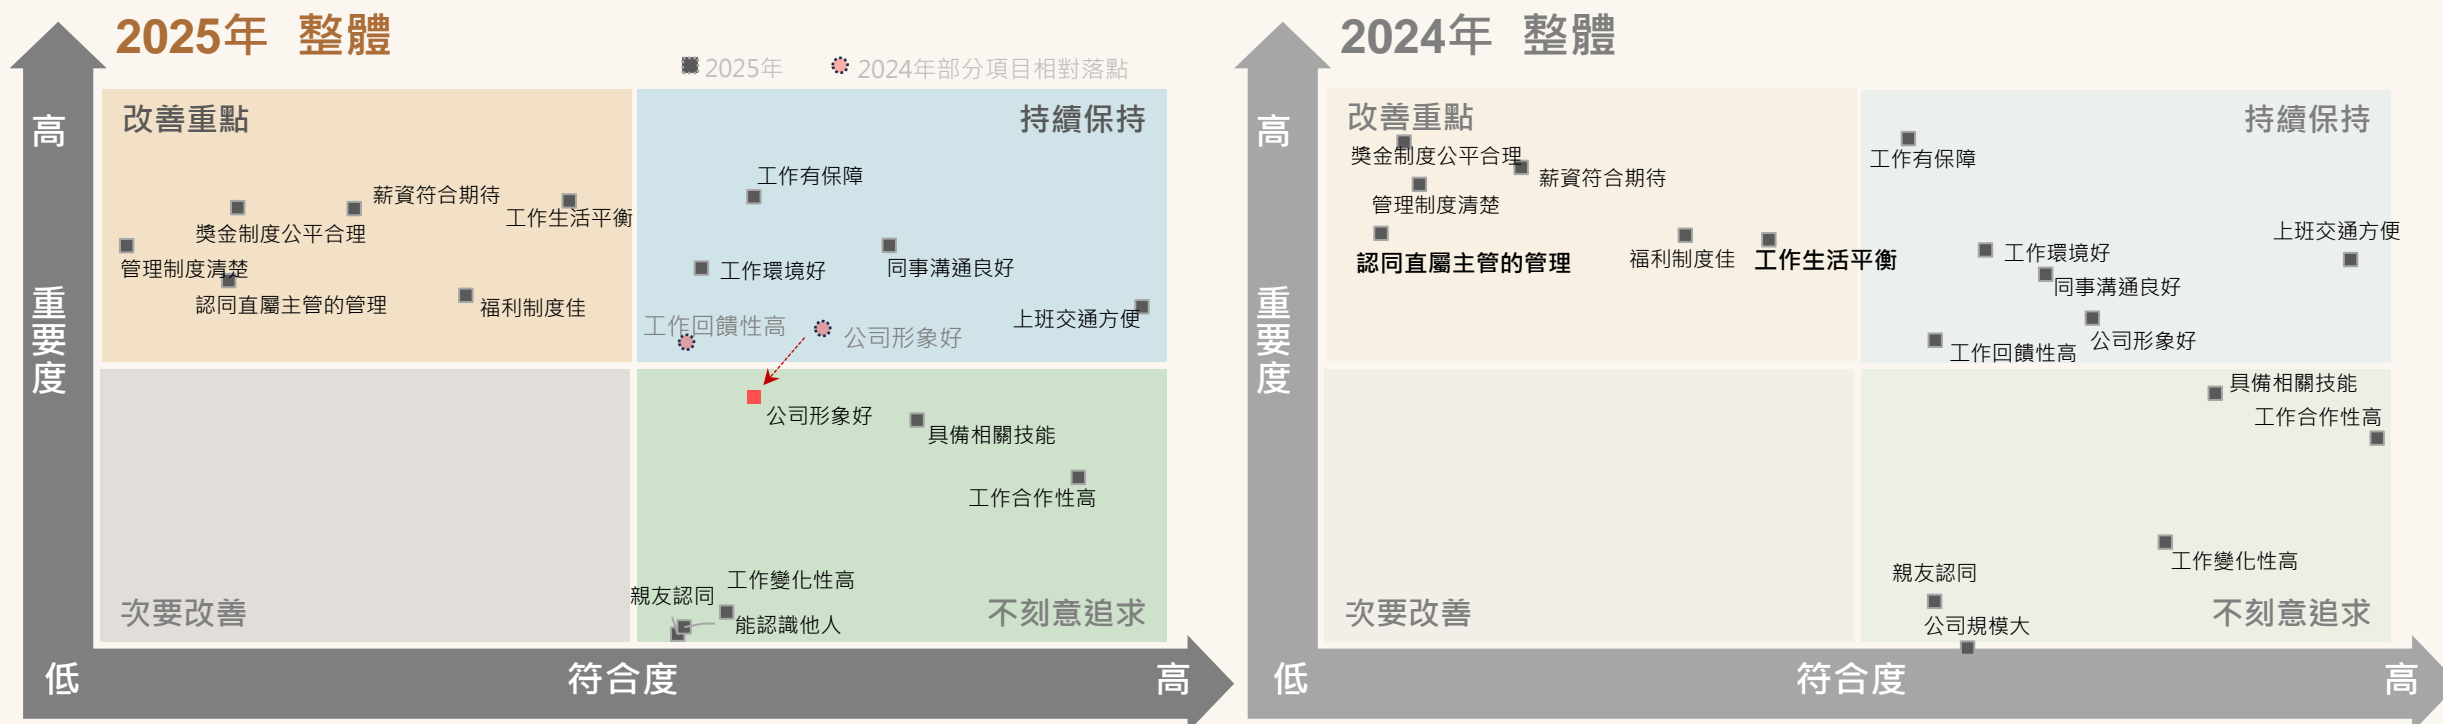 2025年 整體
2025年
2024年部分項目相對落點
高
重要度
低
符合度
高
改善重點
持續保持
工作有保障
薪資符合期待
工作生活平衡
獎金制度公平合理
管理制度清楚
認同直屬主管的管理
福利制度佳
工作環境好
同事溝通良好
上班交通方便
工作回饋性高
公司形象好
公司形象好
具備相關技能
工作合作性高
工作變化性高
親友認同
能認識他人
次要改善
不刻意追求
2024年 整體
高
重要度
低
符合度
高
改善重點
持續保持
獎金制度公平合理
薪資符合期待
管理制度清楚
認同直屬主管的管理
福利制度佳
工作生活平衡
工作有保障
上班交通方便
工作環境好
同事溝通良好
公司形象好
工作回饋性高
具備相關技能
工作合作性高
工作變化性高
親友認同
公司規模大
次要改善
不刻意追求